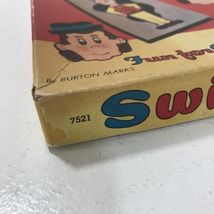 Fun for
By BURTON MARKS
7521
Swi